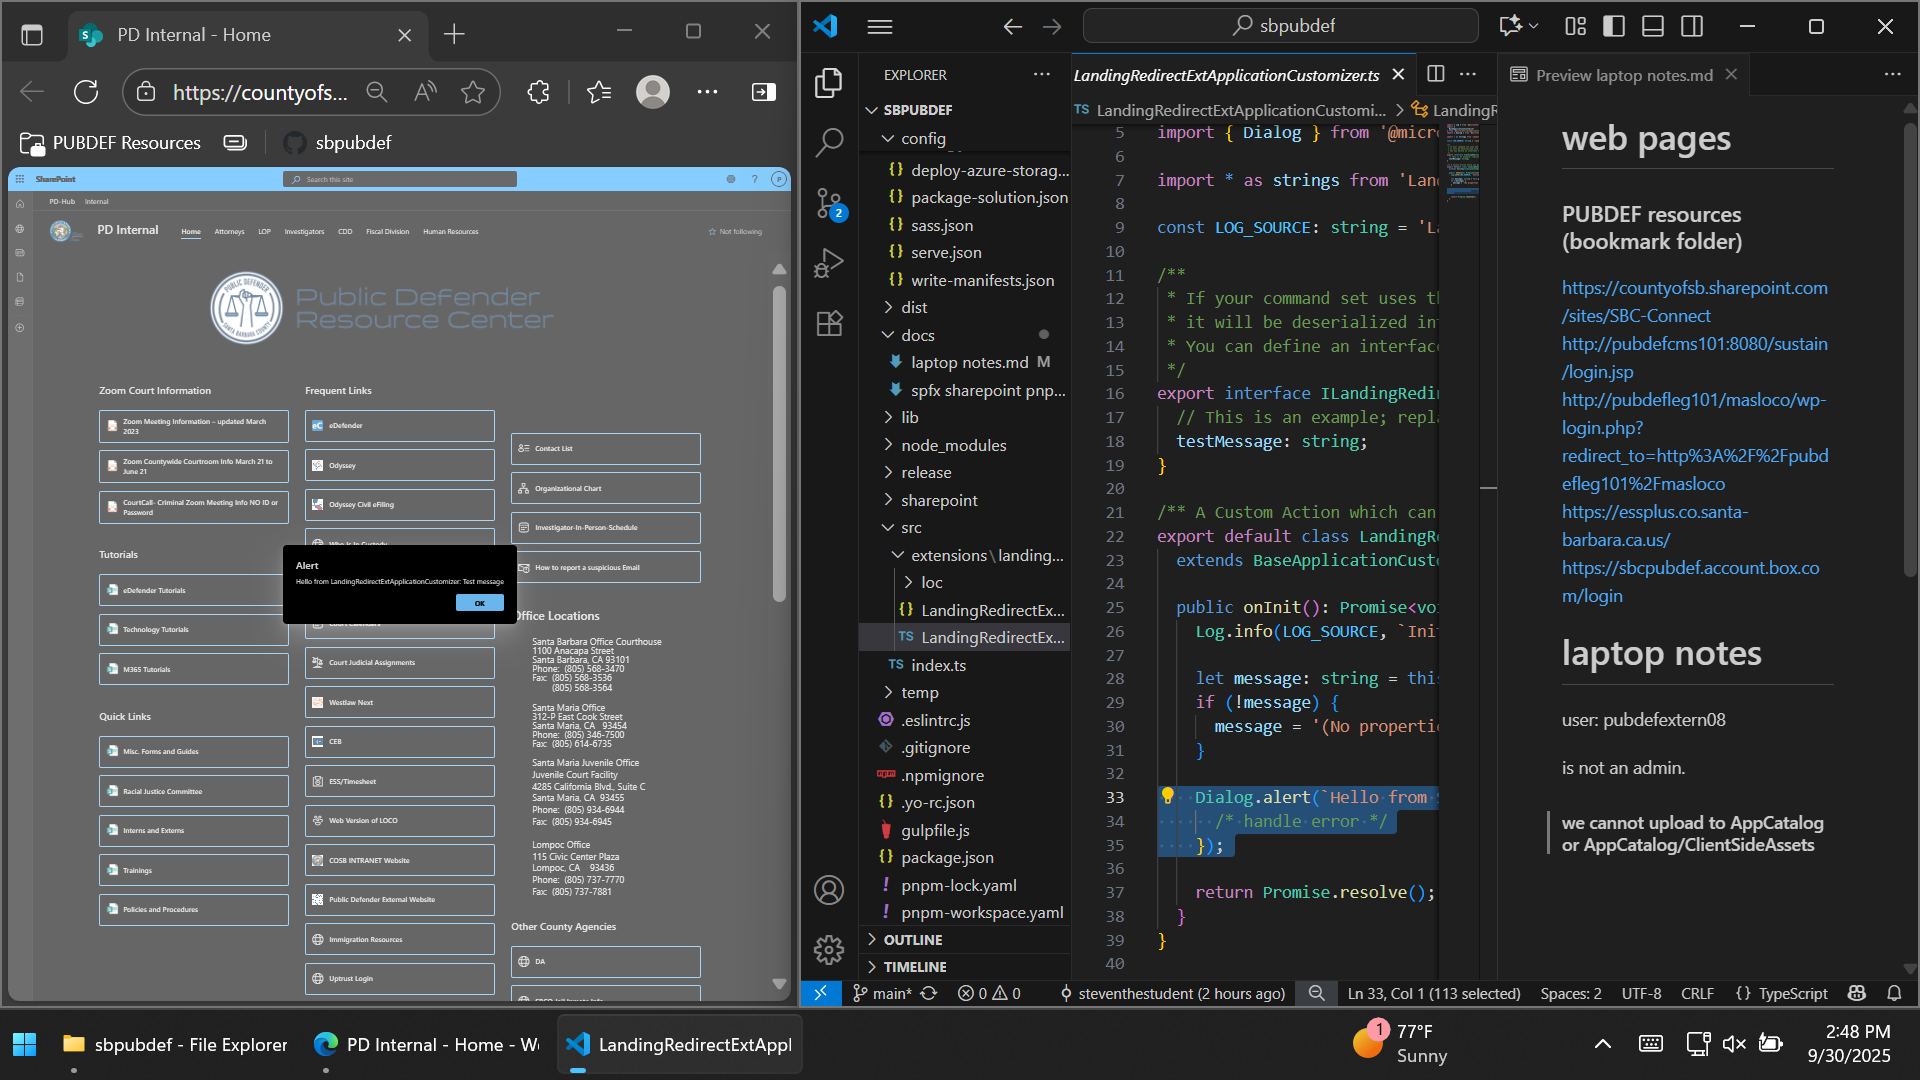 PD Internal - Home
https://countyofs...
PUBDEF Resources
sbpubdef
SharePoint
Search this site
?
P
PD-Hub
Internal
PD Internal
Home
Attorneys
LOP
Investigators
CDD
Fiscal Division
Human Resources
Not following
PUBLIC DEFENDER
SANTA BARBARA COUNTY
Public Defender
Resource Center
Zoom Court Information
Zoom Meeting Information – updated March
2023
Zoom Countywide Courtroom Info March 21 to
June 21
CourtCall- Criminal Zoom Meeting Info NO ID or
Password
Tutorials
eDefender Tutorials
Technology Tutorials
M365 Tutorials
Quick Links
Misc. Forms and Guides
Racial Justice Committee
Interns and Externs
Trainings
Policies and Procedures
Frequent Links
eDefender
Odyssey
Odyssey Civil eFiling
Who Is In Custody
Court Calendars
Court Judicial Assignments
Westlaw Next
CEB
ESS/Timesheet
Web Version of LOCO
COSB INTRANET Website
Public Defender External Website
Immigration Resources
Uptrust Login
Contact List
Organizational Chart
Investigator-In-Person-Schedule
How to report a suspicious Email
Alert
Hello from LandingRedirectExtApplicationCustomizer: Test message
OK
Office Locations
Santa Barbara Office Courthouse
1100 Anacapa Street
Santa Barbara, CA 93101
Phone: (805) 568-3470
Fax: (805) 568-3536
(805) 568-3564
Santa Maria Office
312-P East Cook Street
Santa Maria, CA 93454
Phone: (805) 346-7500
Fax: (805) 614-6735
Santa Maria Juvenile Office
Juvenile Court Facility
4285 California Blvd., Suite C
Santa Maria, CA 93455
Phone: (805) 934-6944
Fax: (805) 934-6945
Lompoc Office
115 Civic Center Plaza
Lompoc, CA 93436
Phone: (805) 737-7770
Fax: (805) 737-7881
Other County Agencies
DA
sbpubdef
EXPLORER
SBPUBDEF
config
deploy-azure-storag...
package-solution.json
sass.json
serve.json
write-manifests.json
dist
docs
laptop notes.md M
spfx sharepoint pnp...
lib
node_modules
release
sharepoint
src
extensions\landing...
loc
LandingRedirectEx...
TS LandingRedirectEx...
TS index.ts
temp
.eslintrc.js
.gitignore
.npmignore
.yo-rc.json
gulpfile.js
package.json
pnpm-lock.yaml
pnpm-workspace.yaml
OUTLINE
TIMELINE
2
LandingRedirectExtApplicationCustomizer.ts
TS LandingRedirectExtApplicationCustomi... > LandingR
5 import { Dialog } from '@micr
6
7 import * as strings from 'Lan
8
9 const LOG_SOURCE: string = 'L
10
11 /**
12 * If your command set uses t
13 * it will be deserialized in
14 * You can define an interfac
15 */
16 export interface ILandingRedi
17 // This is an example; repl
18 testMessage: string;
19 }
20
21 /** A Custom Action which can
22 export default class LandingR
23 extends BaseApplicationCust
24
25 public onInit(): Promise<vo
26 Log.info(LOG_SOURCE, `Ini
27
28 let message: string = thi
29 if (!message) {
30 message = '(No properti
31 }
32
33 Dialog.alert(`Hello from
34 /* handle error */
35 });
36
37 return Promise.resolve();
38 }
39 }
40
Preview laptop notes.md
web pages
PUBDEF resources
(bookmark folder)
https://countyofsb.sharepoint.com
/sites/SBC-Connect
http://pubdefcms101:8080/sustain
/login.jsp
http://pubdefleg101/masloco/wp-
login.php?
redirect_to=http%3A%2F%2Fpubd
efleg101%2Fmasloco
https://essplus.co.santa-
barbara.ca.us/
https://sbcpubdef.account.box.co
m/login
laptop notes
user: pubdefextern08
is not an admin.
we cannot upload to AppCatalog
or AppCatalog/ClientSideAssets
main*
0 0
steventhestudent (2 hours ago)
Ln 33, Col 1 (113 selected)
Spaces: 2
UTF-8
CRLF
{} TypeScript
sbpubdef - File Explorer
PD Internal - Home - W
LandingRedirectExtAppl
1
77°F
Sunny
2:48 PM
9/30/2025